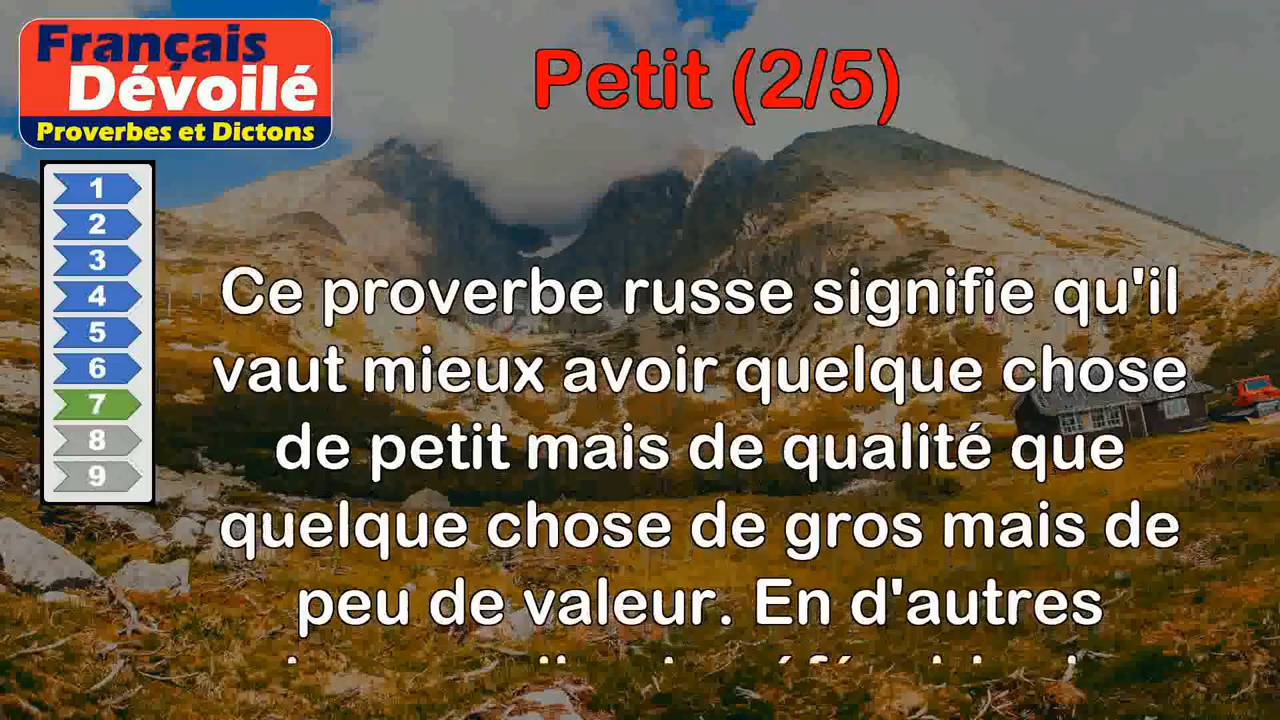 Français
Dévoilé
Proverbes et Dictons
Petit (2/5)
1
2
3
4
5
6
7
8
9
Ce proverbe russe signifie qu'il
vaut mieux avoir quelque chose
de petit mais de qualité que
quelque chose de gros mais de
peu de valeur. En d'autres